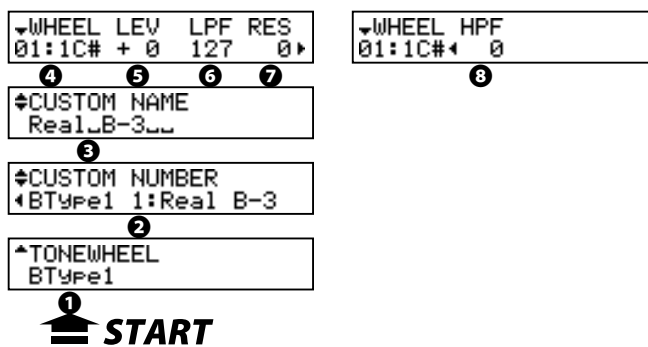 WHEEL LEV LPF RES
01:1C# + 0 127 0
4 5 6 7
CUSTOM NAME
Real␣B-3␣␣
3
CUSTOM NUMBER
BType1 1:Real B-3
2
TONEWHEEL
BType1
1
START
WHEEL HPF
01:1C# 0
8